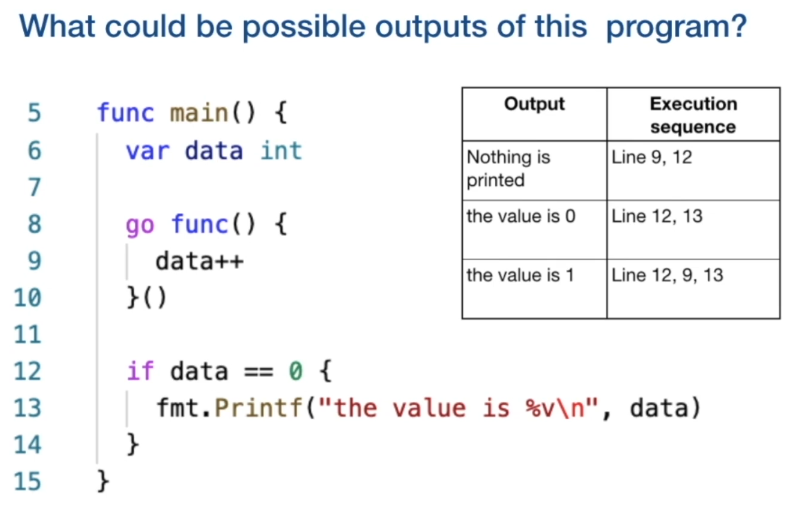 What could be possible outputs of this program?
5 func main() {
6 var data int
7
8 go func() {
9 data++
10 }()
11
12 if data == 0 {
13 fmt.Printf("the value is %v\n", data)
14 }
15 }
Output Execution
sequence
Nothing is Line 9, 12
printed
the value is 0 Line 12, 13
the value is 1 Line 12, 9, 13